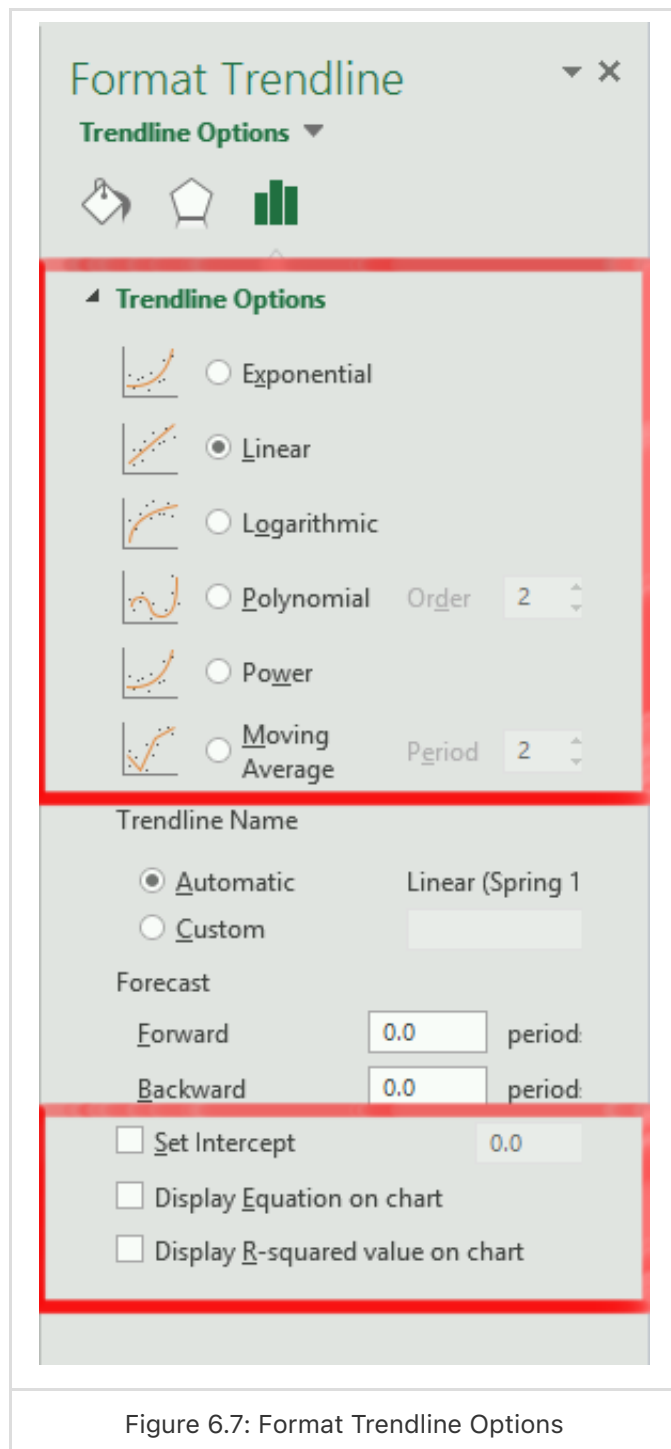 Format Trendline
Trendline Options
Trendline Options
Exponential
Linear
Logarithmic
Polynomial Order 2
Power
Moving
Average Period 2
Trendline Name
Automatic Linear (Spring 1
Custom
Forecast
Forward 0.0 period
Backward 0.0 period
Set Intercept 0.0
Display Equation on chart
Display R-squared value on chart
Figure 6.7: Format Trendline Options